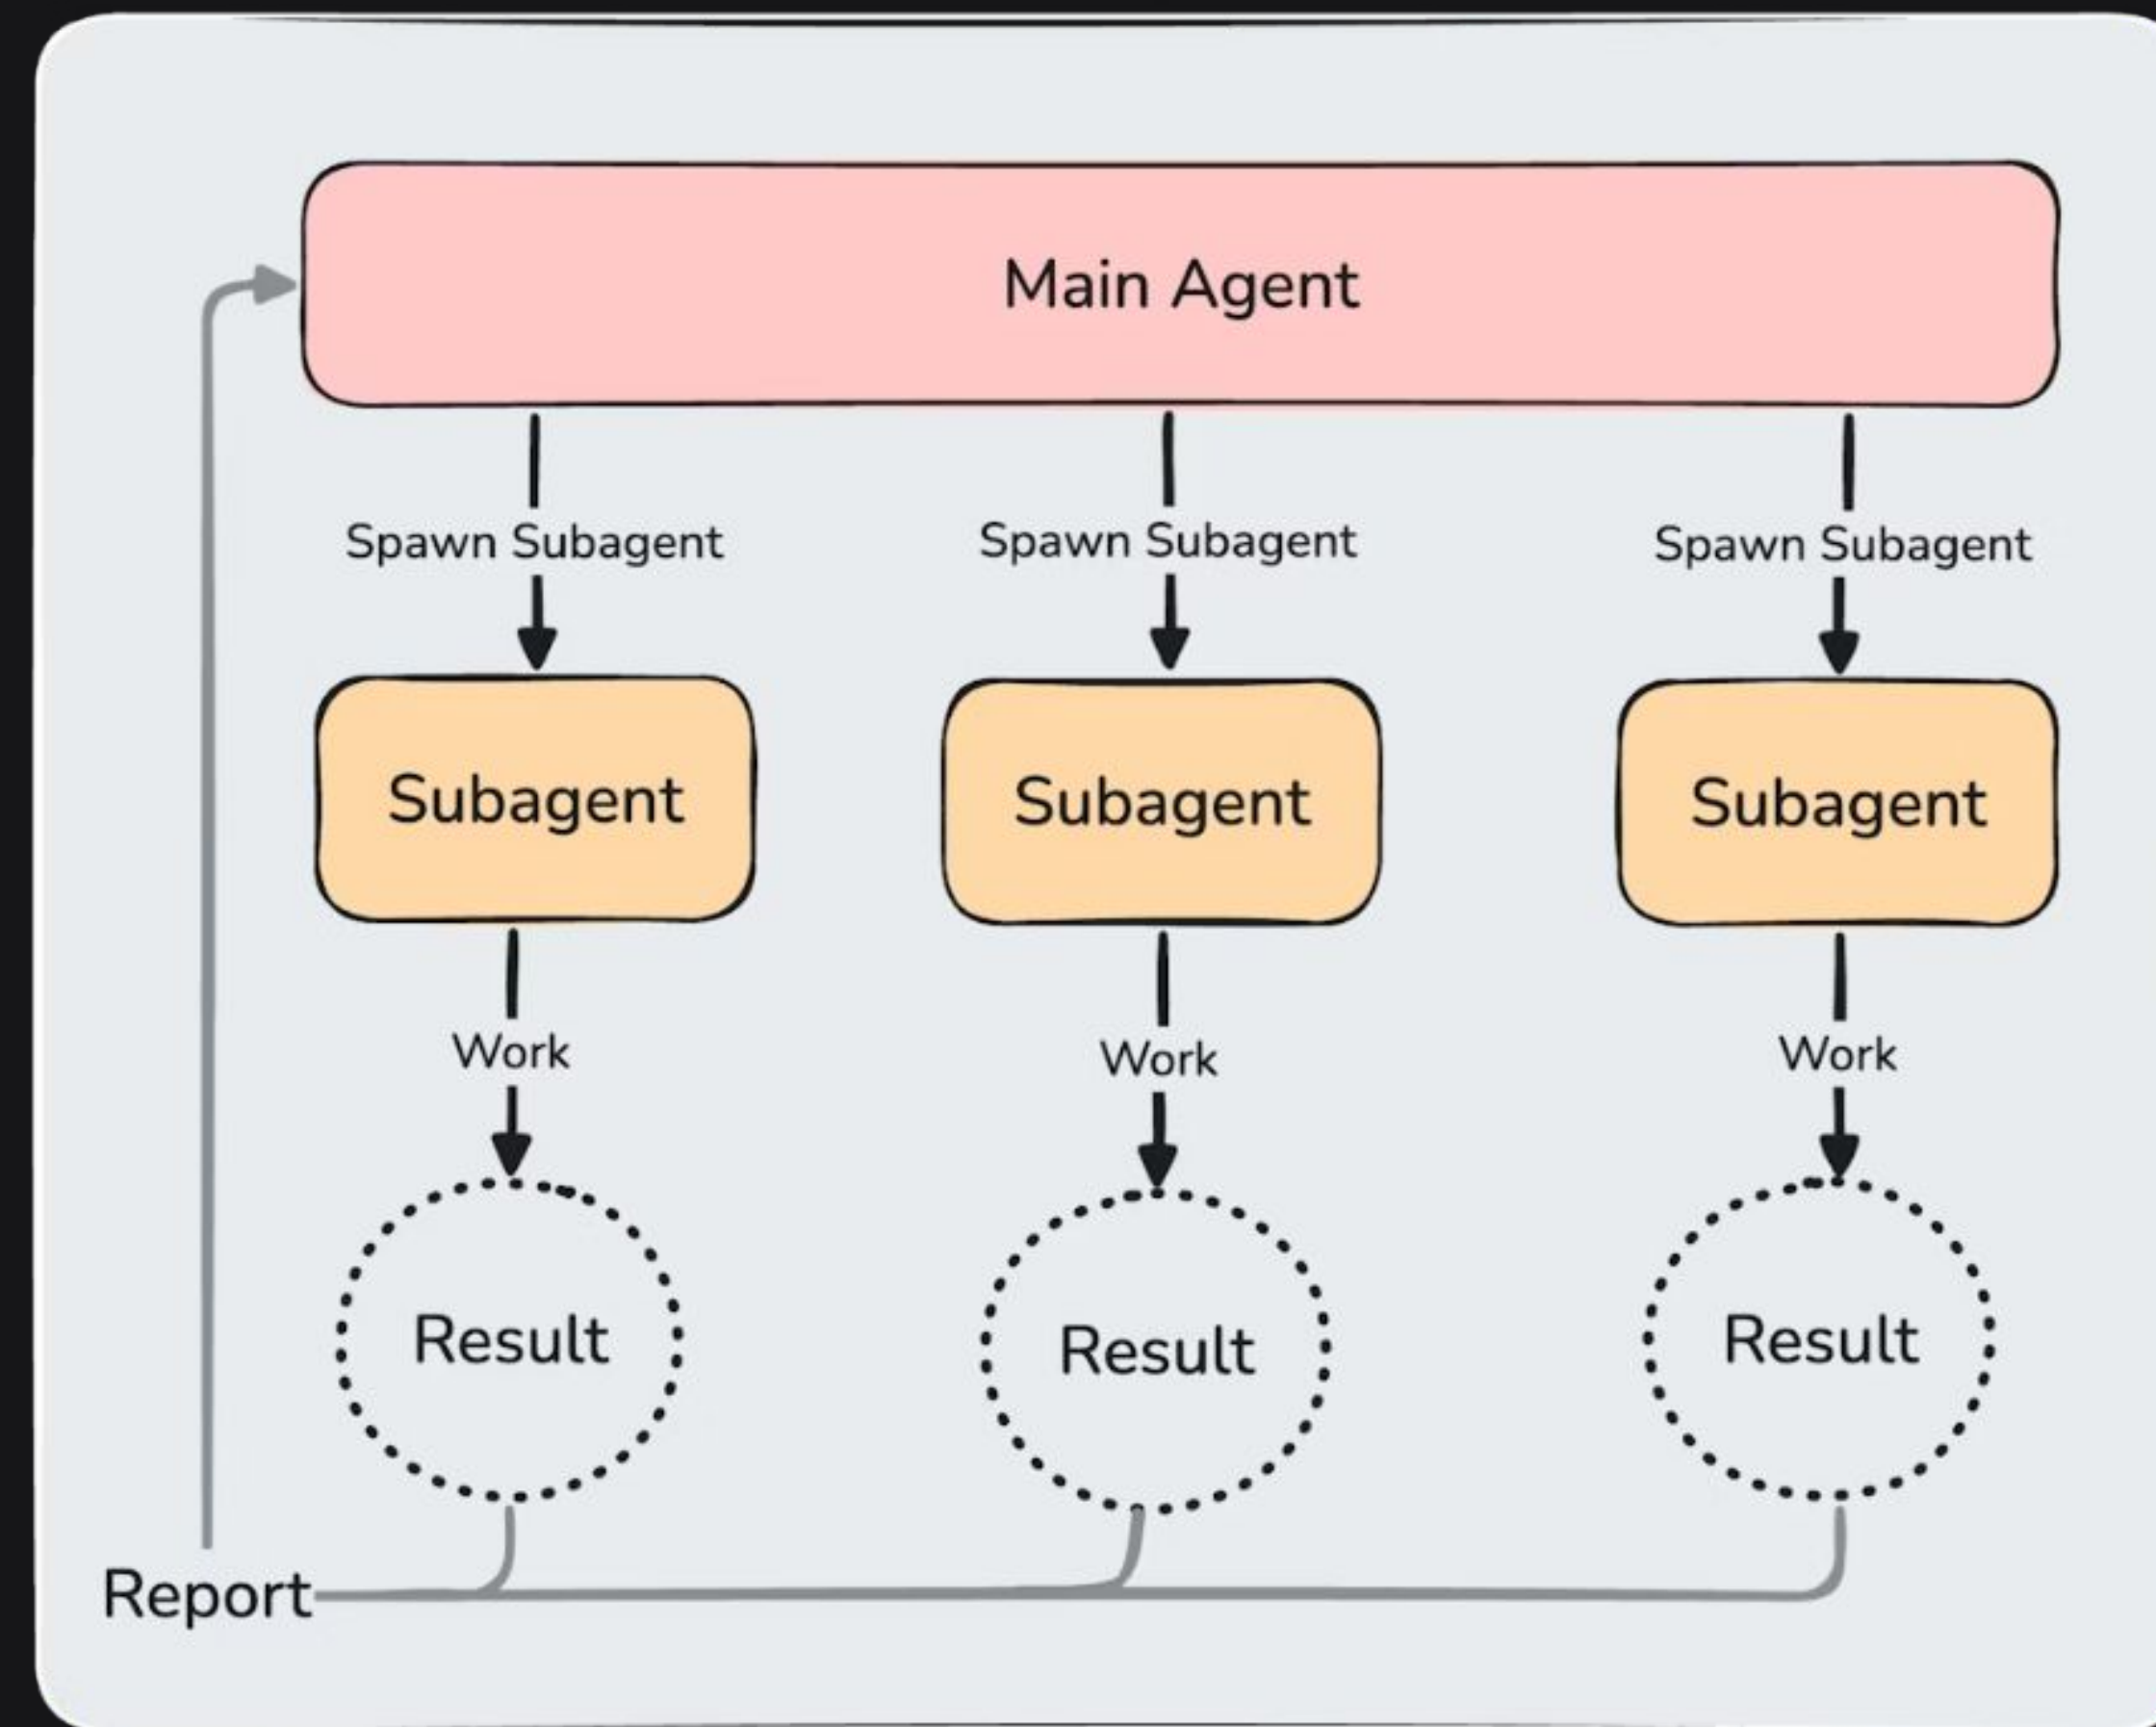 Main Agent
Spawn Subagent
Spawn Subagent
Spawn Subagent
Subagent
Subagent
Subagent
Work
Work
Work
Result
Result
Result
Report